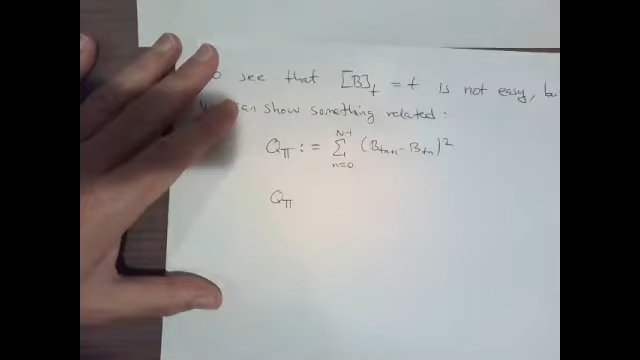 see that [B]_t = t is not easy,
can show something related:
Q_Π := Σ_{n=0}^{N-1} (B_{t_{n+1}} - B_{t_n})²
Q_Π